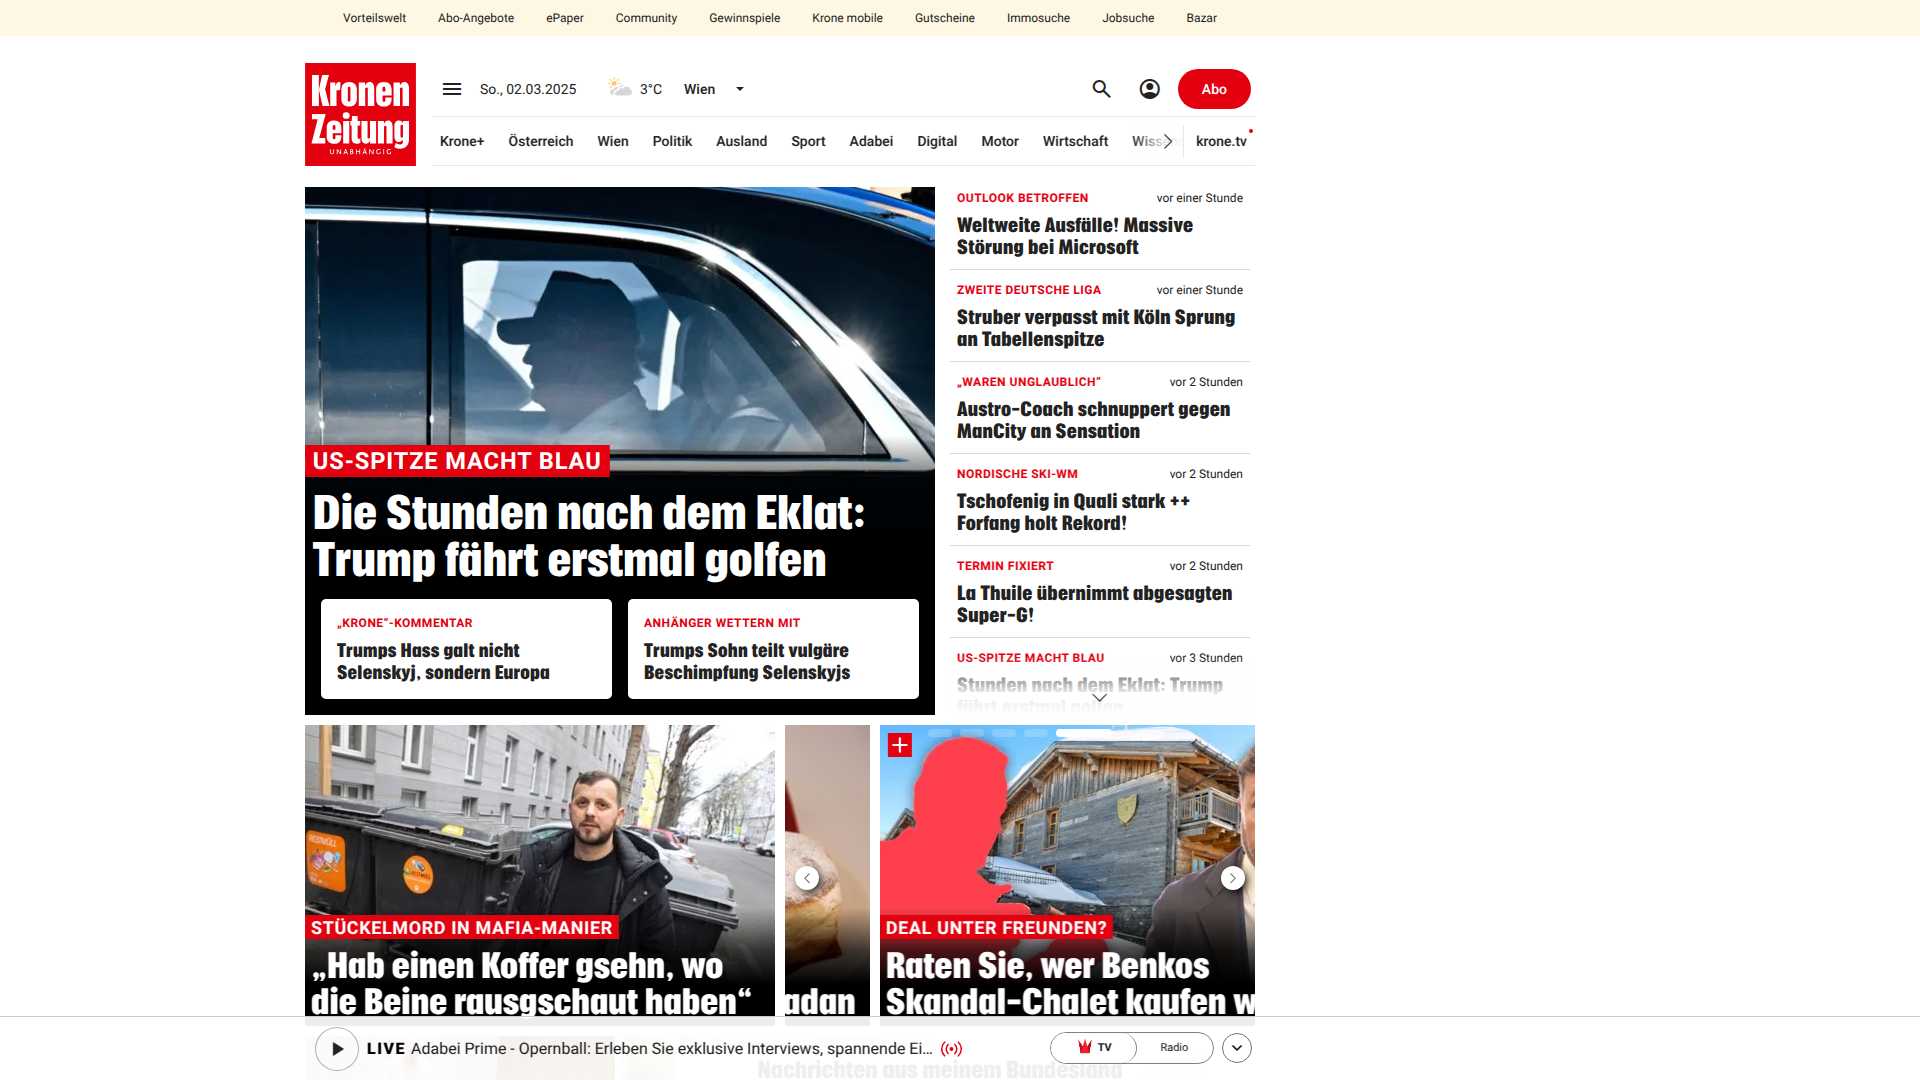 Vorteilswelt Abo-Angebote ePaper Community Gewinnspiele Krone mobile Gutscheine Immosuche Jobsuche Bazar
Kronen
Zeitung
UNABHÄNGIG
So., 02.03.2025 3°C Wien Abo
Krone+ Österreich Wien Politik Ausland Sport Adabei Digital Motor Wirtschaft krone.tv
US-SPITZE MACHT BLAU
Die Stunden nach dem Eklat:
Trump fährt erstmal golfen
„KRONE“-KOMMENTAR
Trumps Hass galt nicht
Selenskyj, sondern Europa
ANHÄNGER WETTERN MIT
Trumps Sohn teilt vulgäre
Beschimpfung Selenskyjs
OUTLOOK BETROFFEN vor einer Stunde
Weltweite Ausfälle! Massive
Störung bei Microsoft
ZWEITE DEUTSCHE LIGA vor einer Stunde
Struber verpasst mit Köln Sprung
an Tabellenspitze
„WAREN UNGLAUBLICH“ vor 2 Stunden
Austro-Coach schnuppert gegen
ManCity an Sensation
NORDISCHE SKI-WM vor 2 Stunden
Tschofenig in Quali stark ++
Forfang holt Rekord!
TERMIN FIXIERT vor 2 Stunden
La Thuile übernimmt abgesagten
Super-G!
US-SPITZE MACHT BLAU vor 3 Stunden
Stunden nach dem Eklat: Trump
fährt erstmal golfen
STÜCKELMORD IN MAFIA-MANIER
„Hab einen Koffer gsehn, wo
die Beine rausgschaut haben“
adan
DEAL UNTER FREUNDEN?
Raten Sie, wer Benkos
Skandal-Chalet kaufen w
LIVE Adabei Prime - Opernball: Erleben Sie exklusive Interviews, spannende Ei... TV Radio
Nachrichten aus meinem Bundesland